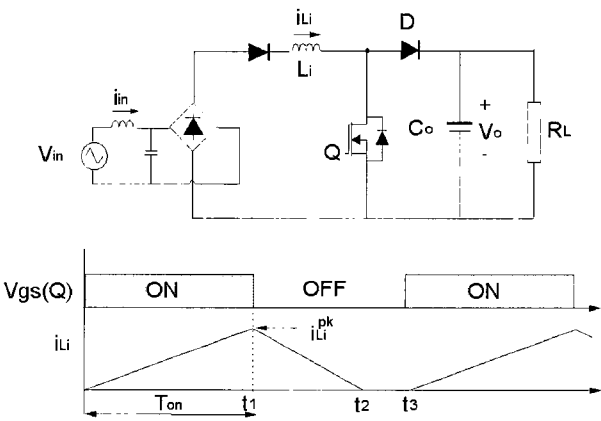 iLi
D
Li
iin
Vin
Q
Co
+
Vo
-
RL
Vgs(Q)
ON
OFF
ON
iLi
iLi pk
Ton
t1
t2
t3